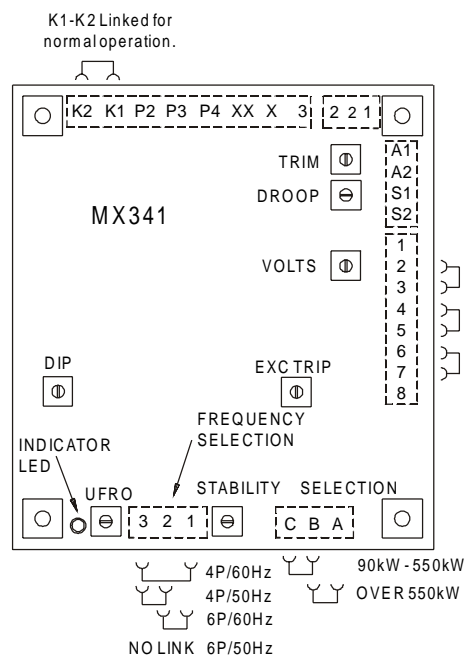 K1-K2 Linked for
normal operation.
K2 K1 P2 P3 P4 XX X 3 2 2 1
TRIM
DROOP
MX341
VOLTS
A1
A2
S1
S2
1
2
3
4
5
6
7
8
DIP
EXC TRIP
FREQUENCY
SELECTION
INDICATOR
LED
UFRO
STABILITY SELECTION
3 2 1
C B A
4P/60Hz
4P/50Hz
6P/60Hz
NO LINK 6P/50Hz
90kW - 550kW
OVER 550kW